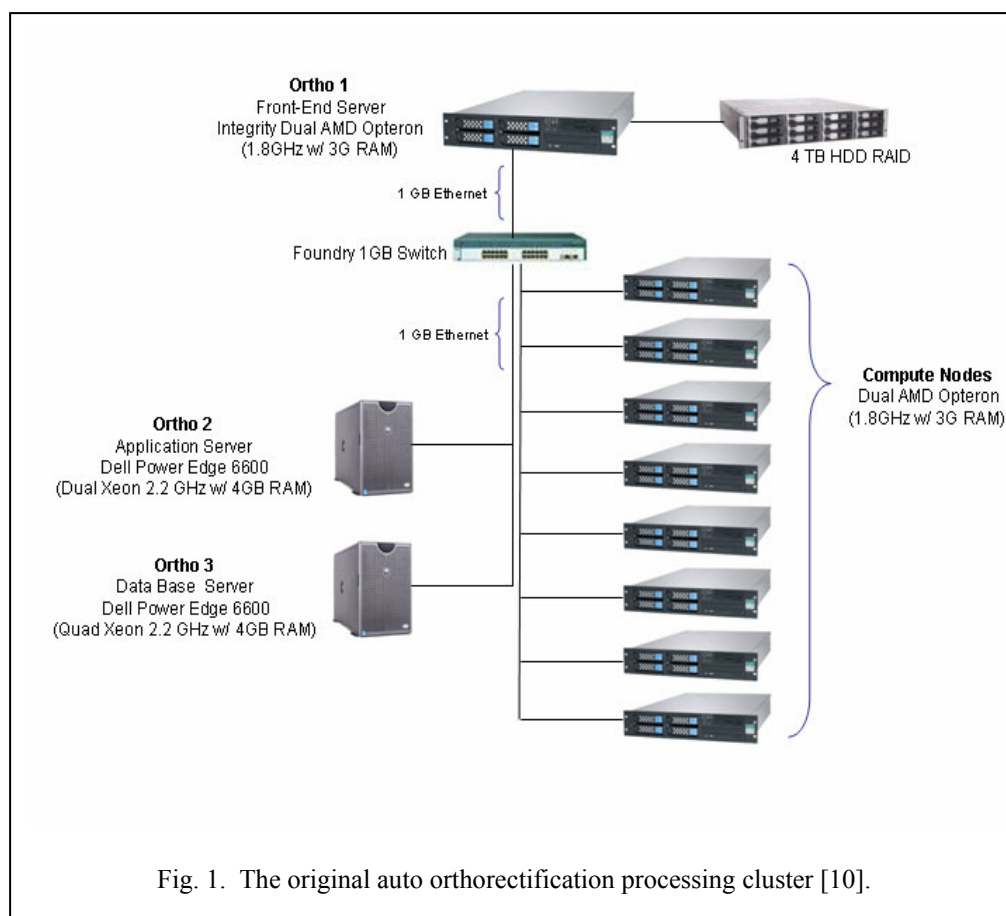 Ortho 1
Front-End Server
Integrity Dual AMD Opteron
(1.8GHz w/ 3G RAM)
4 TB HDD RAID
1 GB Ethernet
Foundry 1GB Switch
1 GB Ethernet
Compute Nodes
Dual AMD Opteron
(1.8GHz w/ 3G RAM)
Ortho 2
Application Server
Dell Power Edge 6600
(Dual Xeon 2.2 GHz w/ 4GB RAM)
Ortho 3
Data Base Server
Dell Power Edge 6600
(Quad Xeon 2.2 GHz w/ 4GB RAM)
Fig. 1. The original auto orthorectification processing cluster [10].